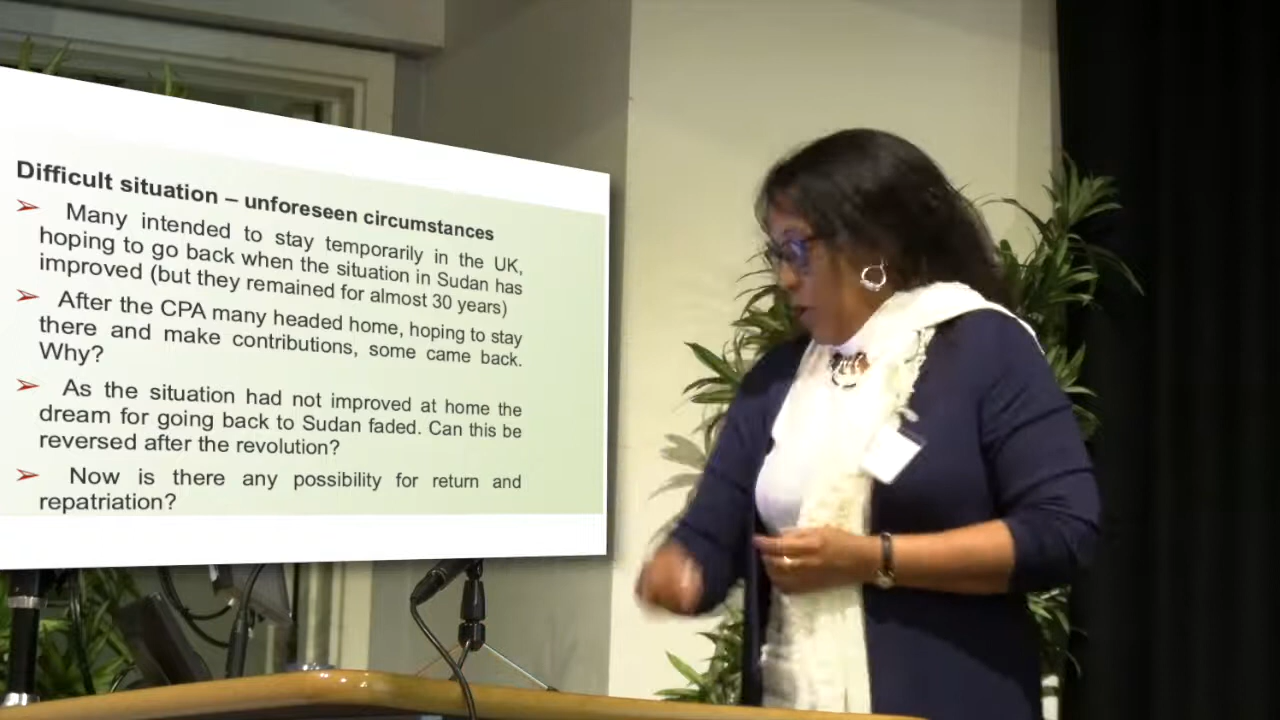 Difficult situation – unforeseen circumstances
➢ Many intended to stay temporarily in the UK,
hoping to go back when the situation in Sudan has
improved (but they remained for almost 30 years)
➢ After the CPA many headed home, hoping to stay
there and make contributions, some came back.
Why?
➢ As the situation had not improved at home the
dream for going back to Sudan faded. Can this be
reversed after the revolution?
➢ Now is there any possibility for return and
repatriation?